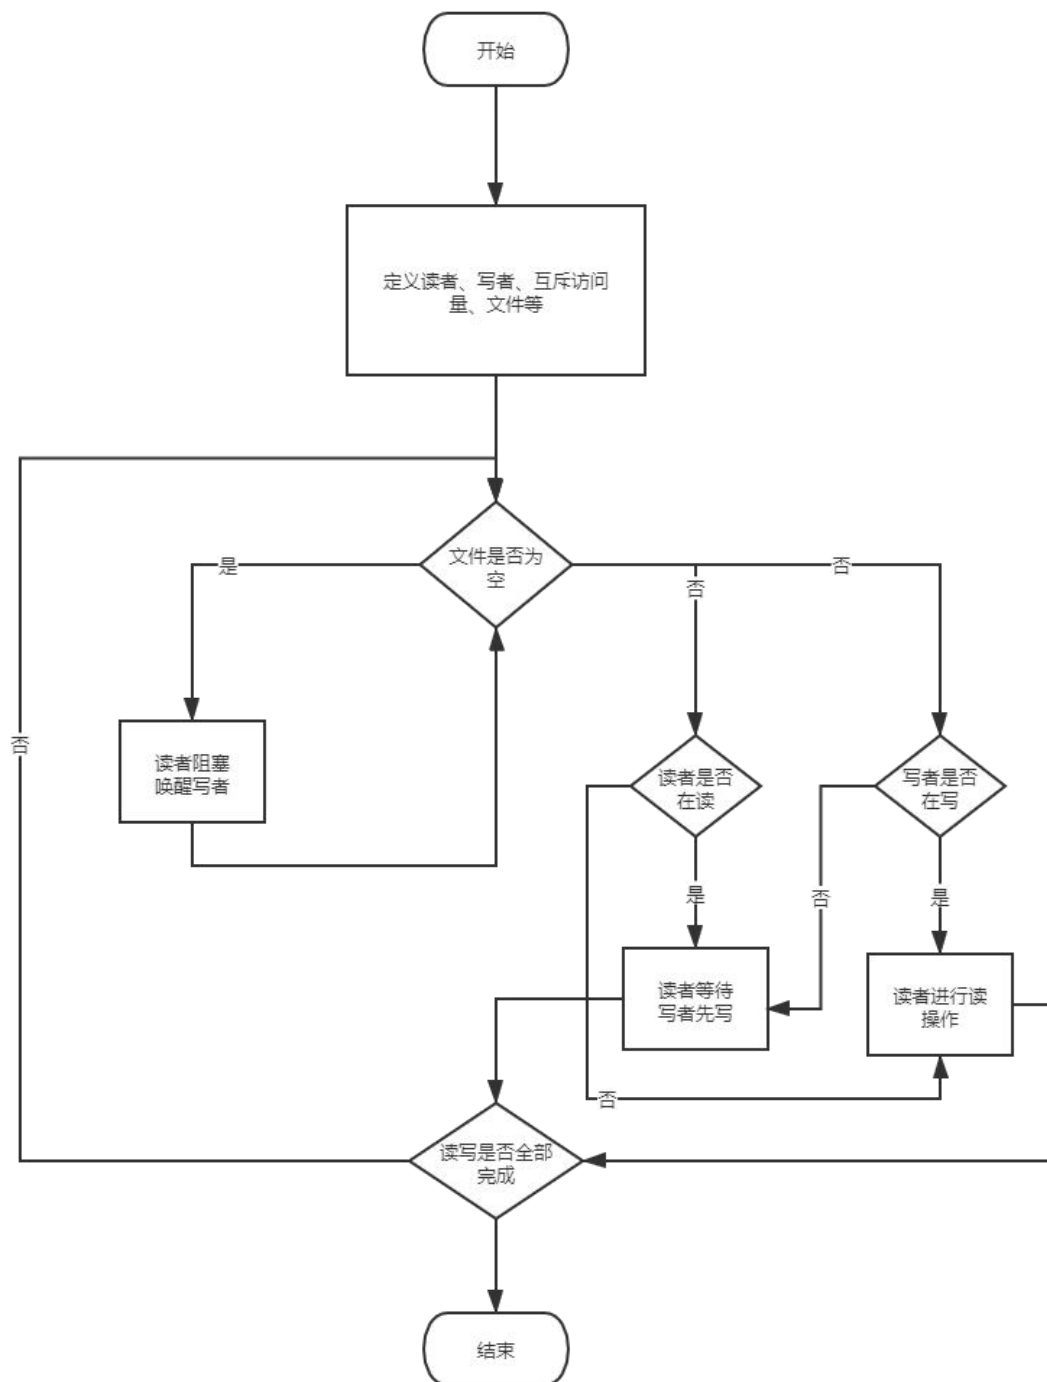 开始
定义读者、写者、互斥访问
量、文件等
文件是否为
空
是
否
否
否
读者阻塞
唤醒写者
读者是否
在读
写者是否
在写
是
否
是
读者等待
写者先写
读者进行读
操作
否
读写是否全部
完成
结束